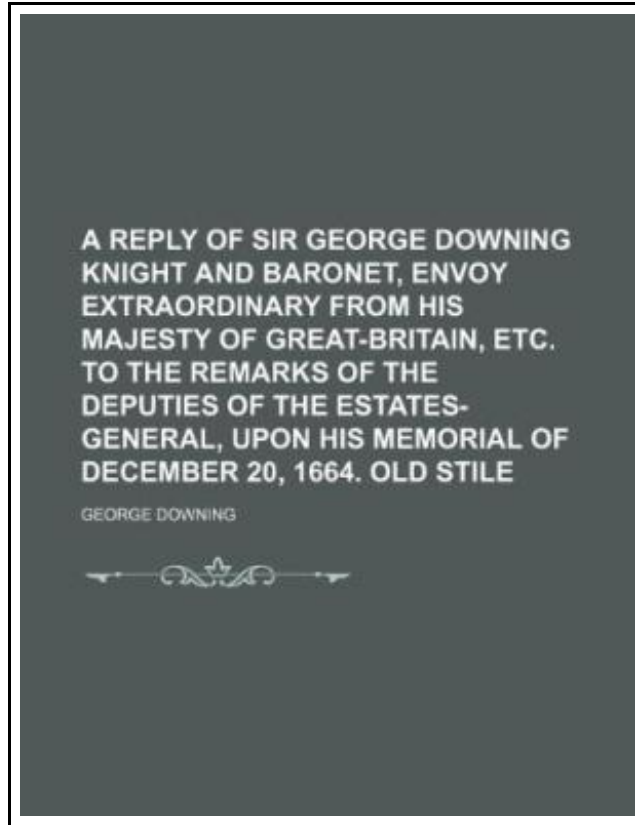 A REPLY OF SIR GEORGE DOWNING
KNIGHT AND BARONET, ENVOY
EXTRAORDINARY FROM HIS
MAJESTY OF GREAT-BRITAIN, ETC.
TO THE REMARKS OF THE
DEPUTIES OF THE ESTATES-
GENERAL, UPON HIS MEMORIAL OF
DECEMBER 20, 1664. OLD STILE
GEORGE DOWNING